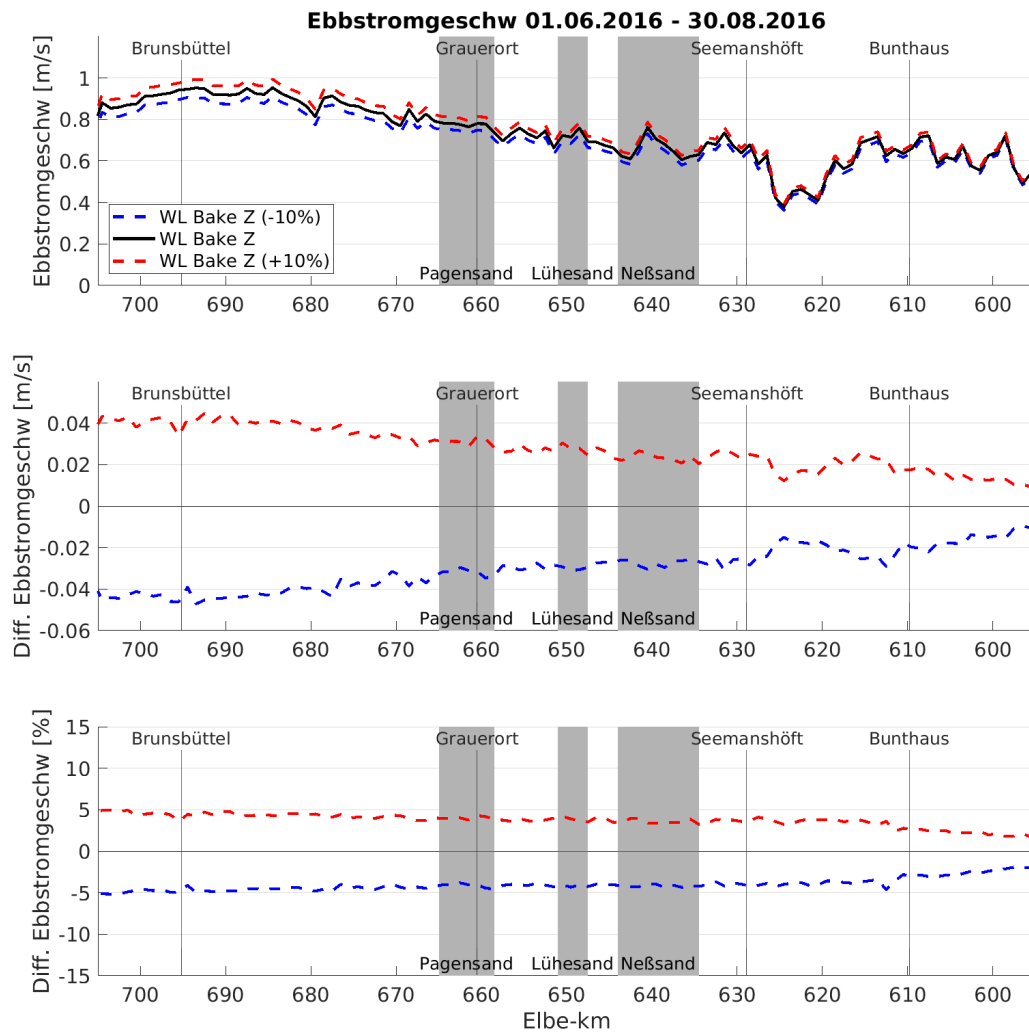 Ebbstromgeschw 01.06.2016 - 30.08.2016
Brunsbüttel Grauerort Seemanshöft Bunthaus
Ebbstromgeschw [m/s]
1
0.8
0.6
0.4
0.2
0
WL Bake Z (-10%)
WL Bake Z
WL Bake Z (+10%)
Pagensand Lühesand Neßsand
700 690 680 670 660 650 640 630 620 610 600
Brunsbüttel Grauerort Seemanshöft Bunthaus
Diff. Ebbstromgeschw [m/s]
0.04
0.02
0
-0.02
-0.04
-0.06
Pagensand Lühesand Neßsand
700 690 680 670 660 650 640 630 620 610 600
Brunsbüttel Grauerort Seemanshöft Bunthaus
Diff. Ebbstromgeschw [%]
15
10
5
0
-5
-10
-15
Pagensand Lühesand Neßsand
700 690 680 670 660 650 640 630 620 610 600
Elbe-km